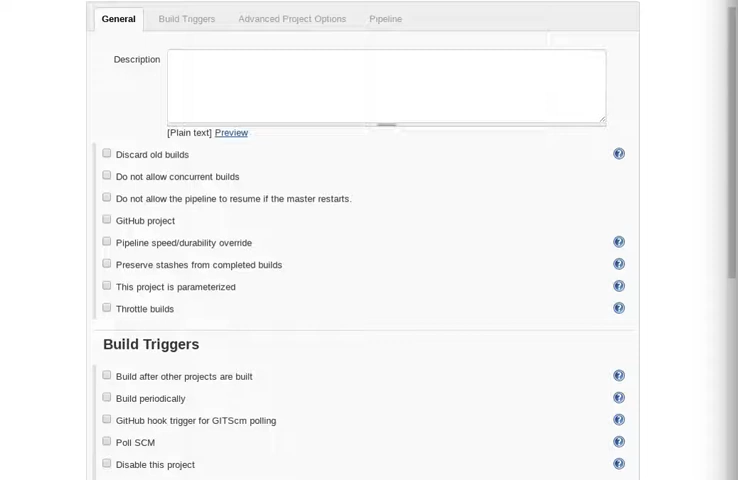 General Build Triggers Advanced Project Options Pipeline
Description
[Plain text] Preview
Discard old builds
Do not allow concurrent builds
Do not allow the pipeline to resume if the master restarts.
GitHub project
Pipeline speed/durability override
Preserve stashes from completed builds
This project is parameterized
Throttle builds
Build Triggers
Build after other projects are built
Build periodically
GitHub hook trigger for GITScm polling
Poll SCM
Disable this project